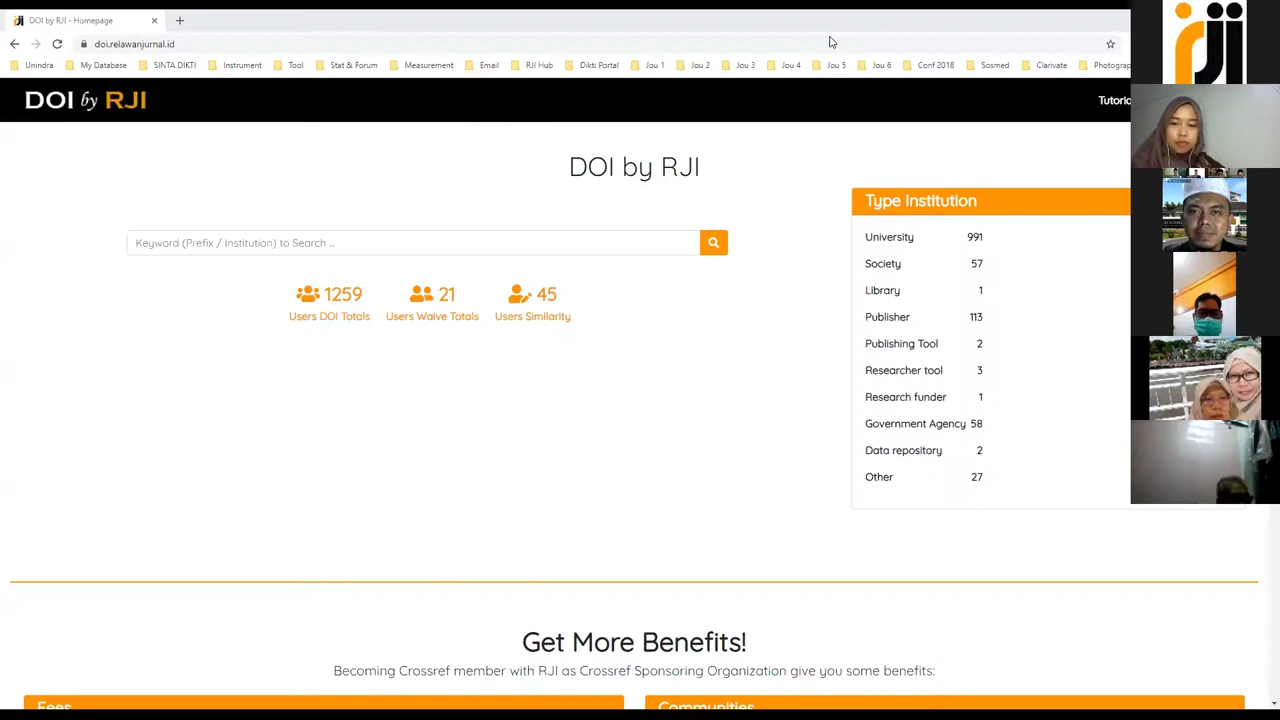 DOI by RJI - Homepage
doi.relawanjurnal.id
Unindra My Database SINTA DIKTI Instrument Tool Stat & Forum Measurement Email RJI Hub Dikti Portal Jou 1 Jou 2 Jou 3 Jou 4 Jou 5 Jou 6 Conf 2018 Sosmed Clarivate Photograp
DOI by RJI
Tutoria
rji
DOI by RJI
Keyword (Prefix / Institution) to Search ...
1259 21 45
Users DOI Totals Users Waive Totals Users Similarity
Type Institution
University 991
Society 57
Library 1
Publisher 113
Publishing Tool 2
Researcher tool 3
Research funder 1
Government Agency 58
Data repository 2
Other 27
Get More Benefits!
Becoming Crossref member with RJI as Crossref Sponsoring Organization give you some benefits:
Fees Communities